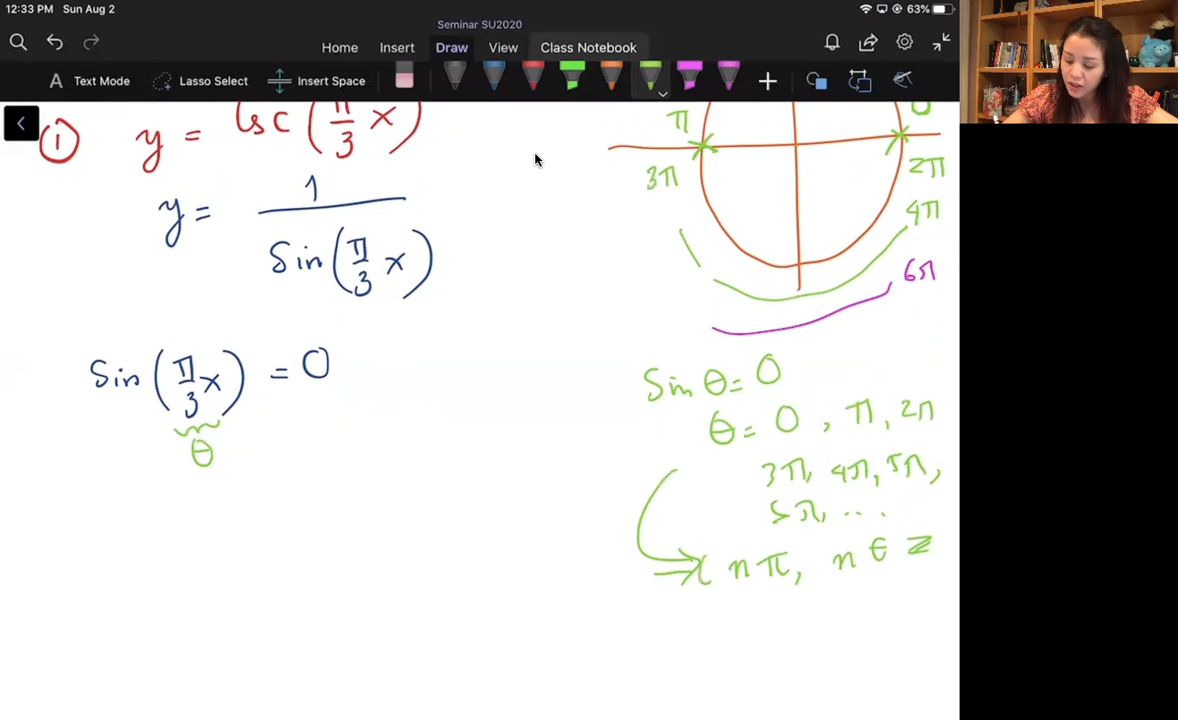 12:33 PM Sun Aug 2
63%
Seminar SU2020
Home Insert Draw View Class Notebook
Text Mode Lasso Select Insert Space
① y = csc(π/3 x)
y = 1/Sin(π/3 x)
Sin(π/3 x) = 0
θ
π
0
3π
2π
4π
6π
Sin θ = 0
θ = 0, π, 2π
3π, 4π, 5π,
5π, ...
nπ, n ∈ Z